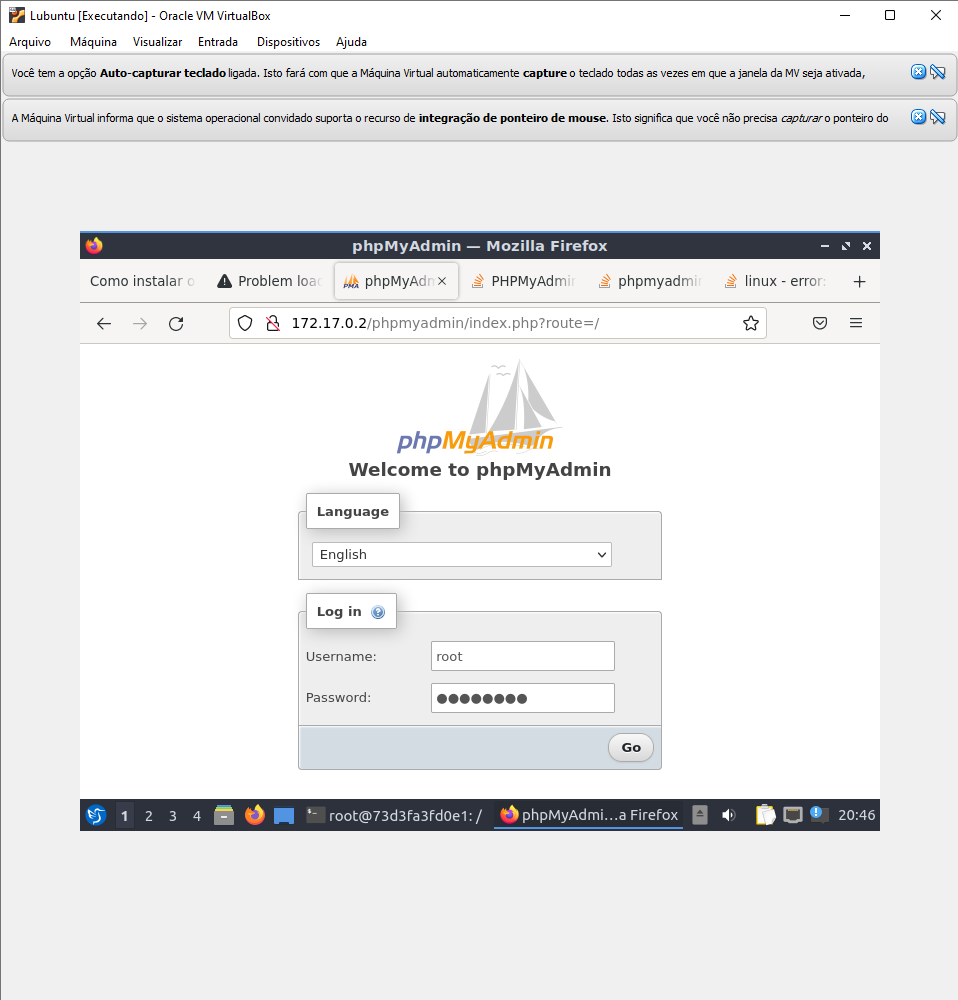 Lubuntu [Executando] - Oracle VM VirtualBox
Arquivo Máquina Visualizar Entrada Dispositivos Ajuda
Você tem a opção Auto-capturar teclado ligada. Isto fará com que a Máquina Virtual automaticamente capture o teclado todas as vezes em que a janela da MV seja ativada,
A Máquina Virtual informa que o sistema operacional convidado suporta o recurso de integração de ponteiro de mouse. Isto significa que você não precisa capturar o ponteiro do
phpMyAdmin — Mozilla Firefox
Como instalar o Problem loa PMA phpMyAdm PHPMyAdmin phpmyadmin linux - error:
172.17.0.2/phpmyadmin/index.php?route=/
phpMyAdmin
Welcome to phpMyAdmin
Language
English
Log in
Username: root
Password: ●●●●●●●●
Go
1 2 3 4 root@73d3fa3fd0e1: / phpMyAdmi...a Firefox 20:46